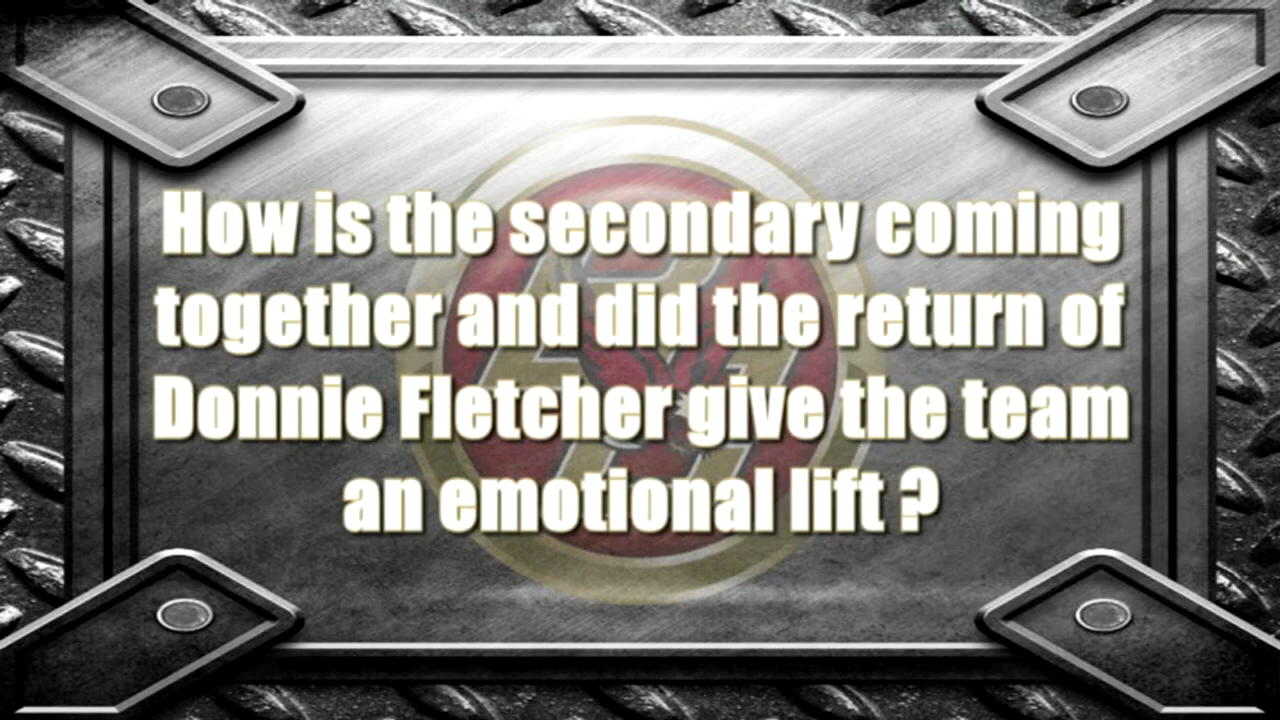 How is the secondary coming
together and did the return of
Donnie Fletcher give the team
an emotional lift ?